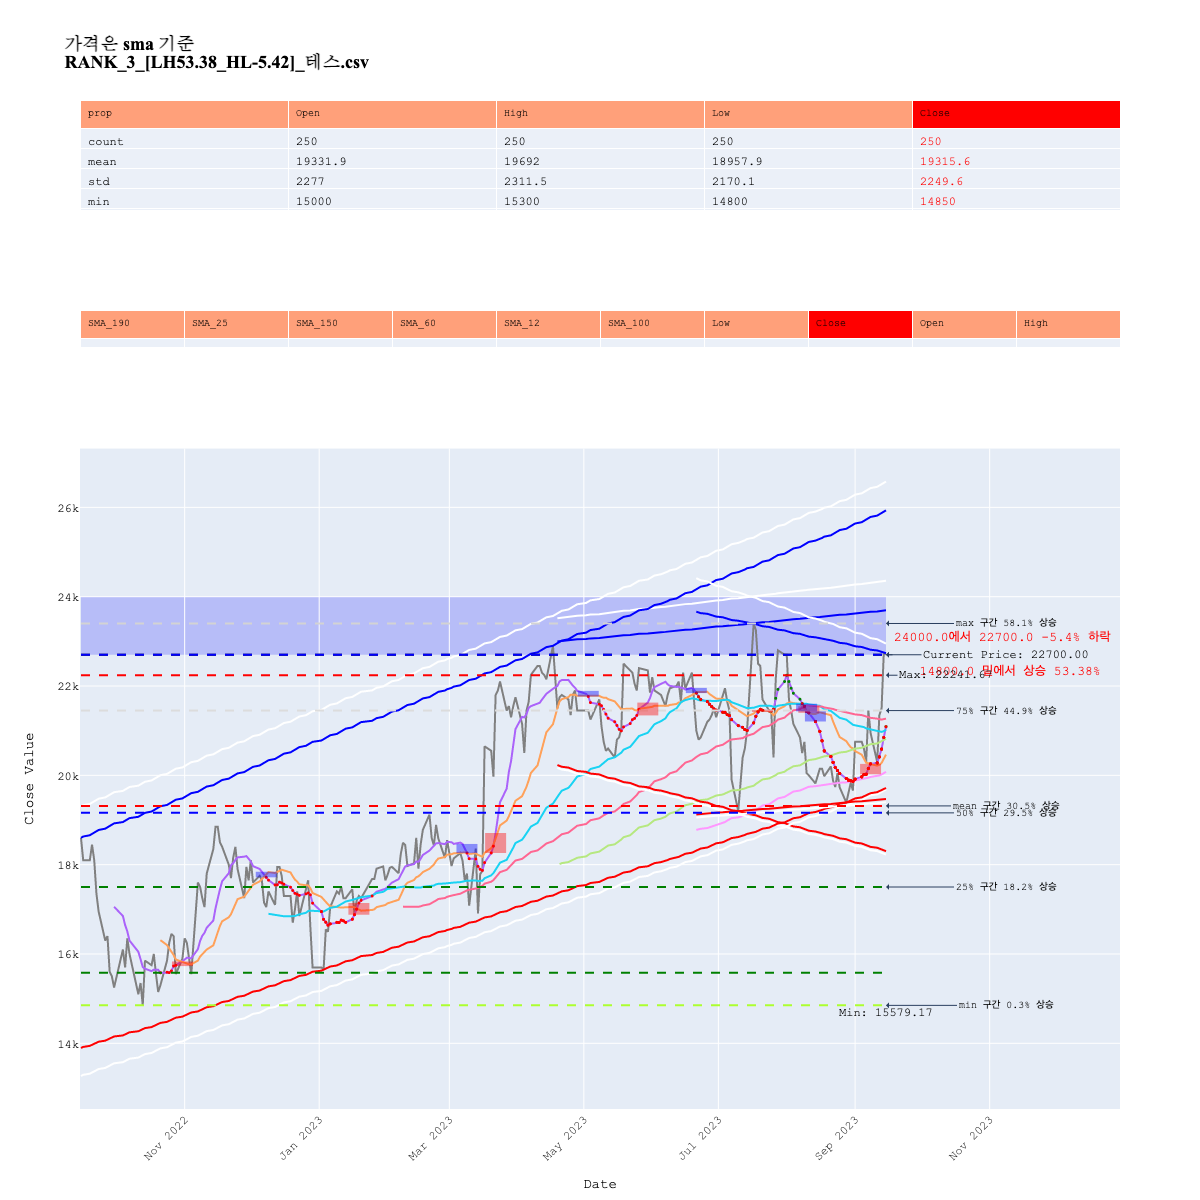 가격은 sma 기준
RANK_3_[LH53.38_HL-5.42]_테스.csv
prop Open High Low Close
count 250 250 250 250
mean 19331.9 19692 18957.9 19315.6
std 2277 2311.5 2170.1 2249.6
min 15000 15300 14800 14850
SMA_190 SMA_25 SMA_150 SMA_60 SMA_12 SMA_100 Low Close Open High
26k
24k
max 구간 58.1% 상승
24000.0에서 22700.0 -5.4% 하락
Current Price: 22700.00
14800.0 밑에서 상승 53.38%
Max: 22241.67
22k
75% 구간 44.9% 상승
20k
mean 구간 30.5% 상승
50% 구간 29.5% 상승
18k
25% 구간 18.2% 상승
16k
min 구간 0.3% 상승
Min: 15579.17
14k
Close Value
Nov 2022
Jan 2023
Mar 2023
May 2023
Jul 2023
Sep 2023
Nov 2023
Date